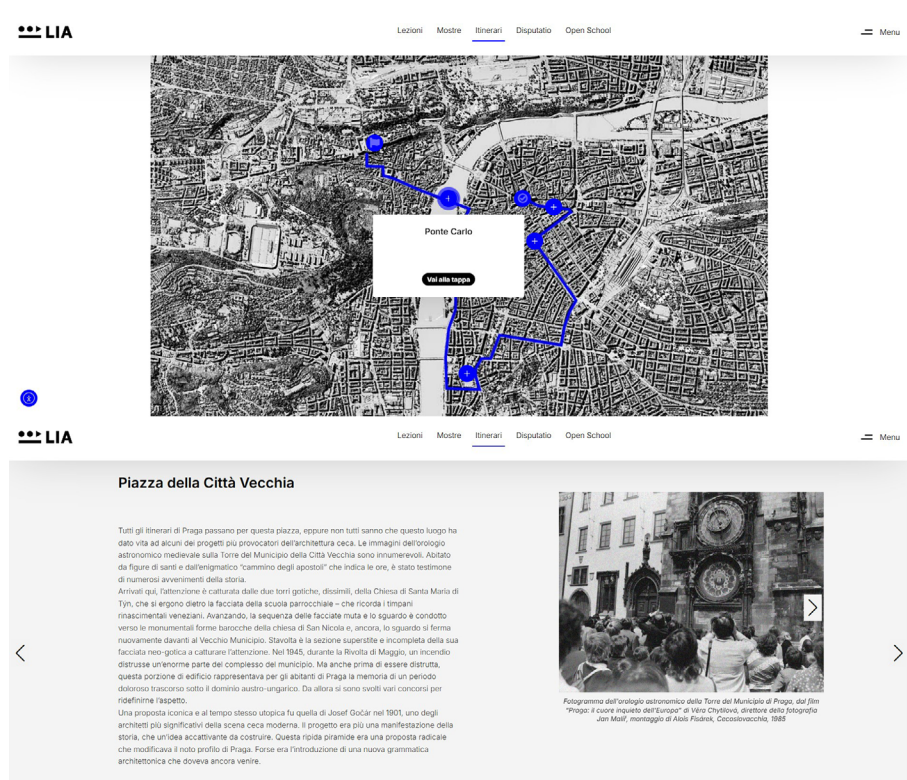 LIA
Lezioni Mostre Itinerari Disputatio Open School
Menu
Ponte Carlo
Vai alla tappa
LIA
Lezioni Mostre Itinerari Disputatio Open School
Menu
Piazza della Città Vecchia
Tutti gli itinerari di Praga passano per questa piazza, eppure non tutti sanno che questo luogo ha
dato vita ad alcuni dei progetti più provocatori dell'architettura ceca. Le immagini dell'orologio
astronomico medievale sulla Torre del Municipio della Città Vecchia sono innumerevoli. Abitato
da figure di santi e dall'enigmatico "cammino degli apostoli" che indica le ore, è stato testimone
di numerosi avvenimenti della storia.
Arrivati qui, l'attenzione è catturata dalle due torri gotiche, dissimili, della Chiesa di Santa Maria di
Týn, che si ergono dietro la facciata della scuola parrocchiale – che ricorda i timpani
rinascimentali veneziani. Avanzando, la sequenza delle facciate muta e lo sguardo è condotto
verso le monumentali forme barocche della chiesa di San Nicola e, ancora, lo sguardo si ferma
nuovamente davanti al Vecchio Municipio. Stavolta è la sezione superstite e incompleta della sua
facciata neo-gotica a catturare l'attenzione. Nel 1945, durante la Rivolta di Maggio, un incendio
distrusse un'enorme parte del complesso del municipio. Ma anche prima di essere distrutta,
questa porzione di edificio rappresentava per gli abitanti di Praga la memoria di un periodo
doloroso trascorso sotto il dominio austro-ungarico. Da allora si sono svolti vari concorsi per
ridefinirne l'aspetto.
Una proposta iconica e al tempo stesso utopica fu quella di Josef Gočár nel 1901, uno degli
architetti più significativi della scena ceca moderna. Il progetto era più una manifestazione della
storia, che un'idea accattivante da costruire. Questa ripida piramide era una proposta radicale
che modificava il noto profilo di Praga. Forse era l'introduzione di una nuova grammatica
architettonica che doveva ancora venire.
Fotogramma dell'orologio astronomico della Torre del Municipio di Praga, dal film
"Praga: il cuore inquieto dell'Europa" di Věra Chytilová, direttore della fotografia
Jan Malíř, montaggio di Alois Fisárek, Cecoslovacchia, 1985